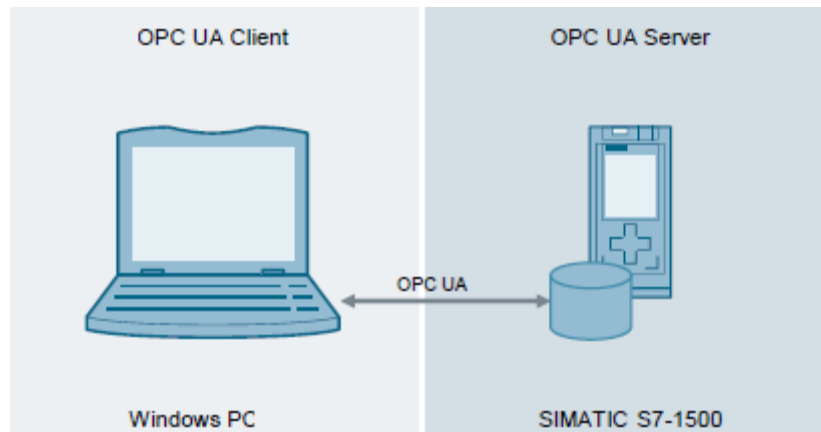 OPC UA Client
OPC UA Server
OPC UA
Windows PC
SIMATIC S7-1500